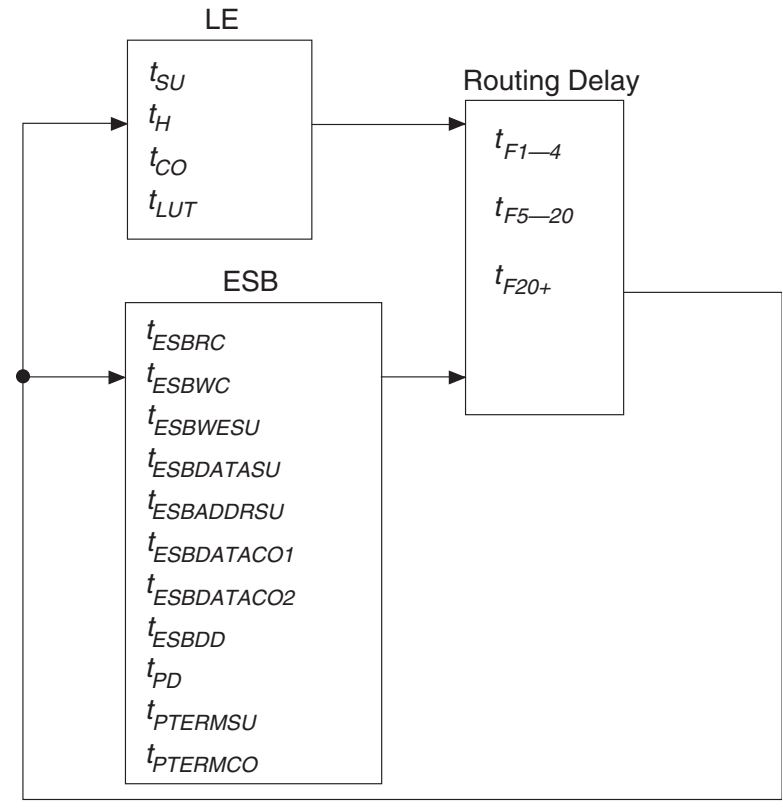 LE
tSU
tH
tCO
tLUT
Routing Delay
tF1—4
tF5—20
tF20+
ESB
tESBRC
tESBWC
tESBWESU
tESBDATASU
tESBADDRSU
tESBDATACO1
tESBDATACO2
tESBDD
tPD
tPTERMSU
tPTERMCO